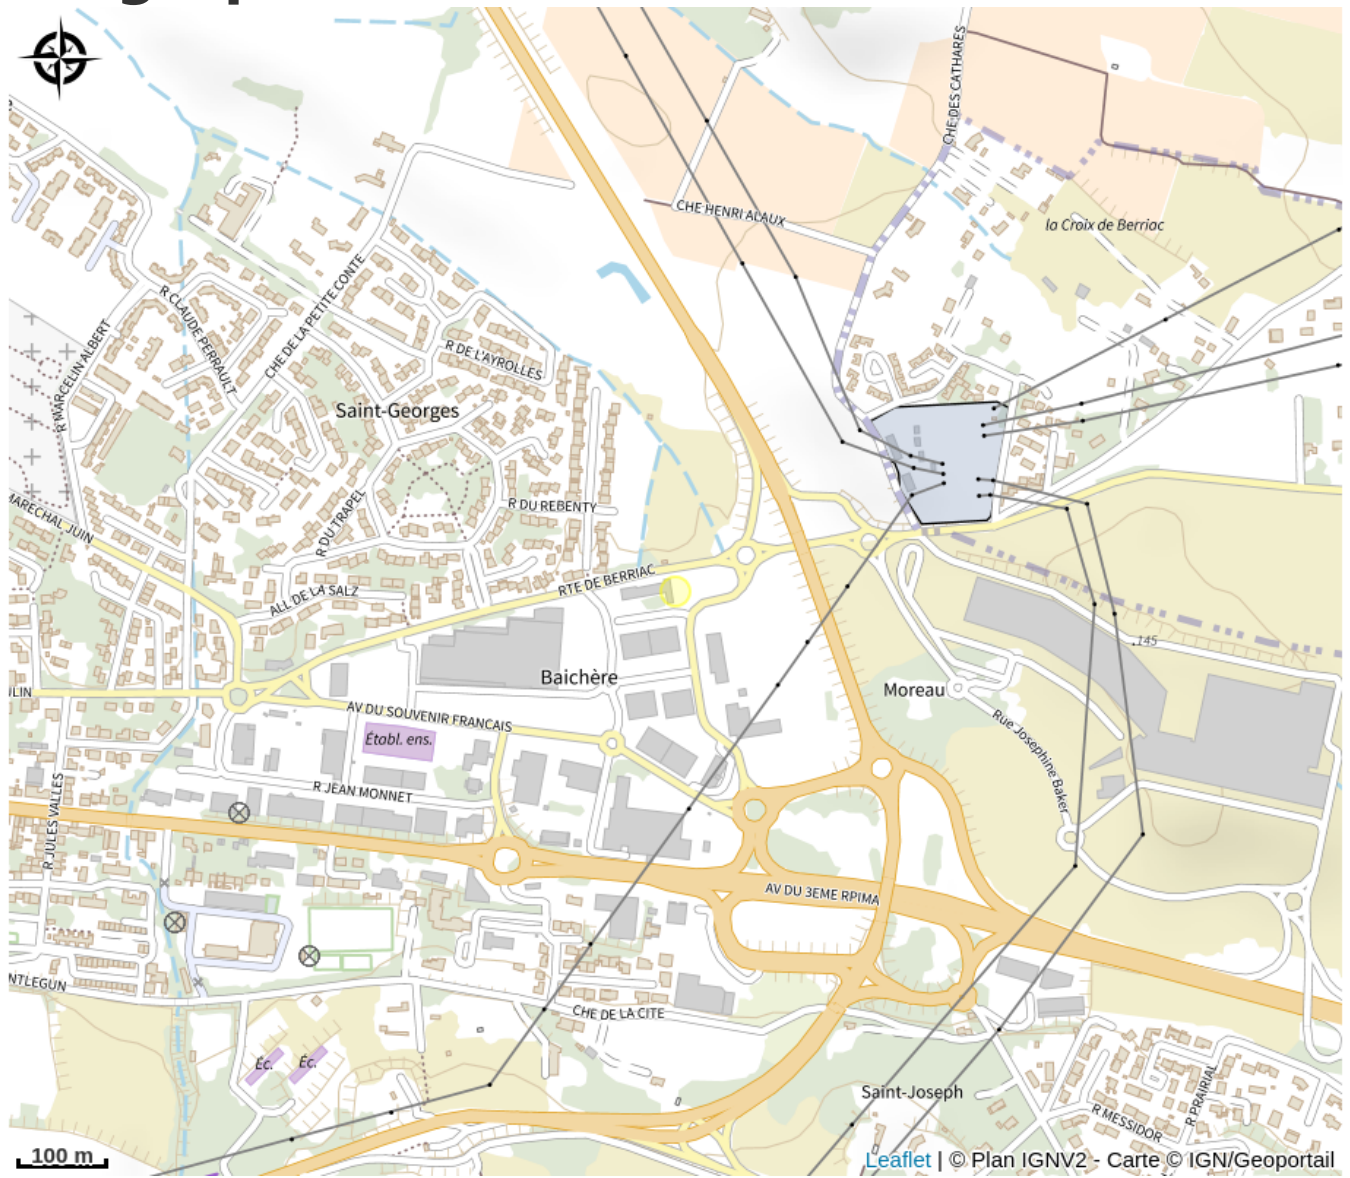 CHE DES CATHARES
CHE HENRI ALAUX
la Croix de Berriac
R CLAUDE PERRAULT
CHE DE LA PETITE CONTE
R MARCELIN ALBERT
R DE L'AYROLLES
Saint-Georges
MARECHAL JUIN
R DU TRAPEL
R DU REBENTY
RTE DE BERRIAC
ALL DE LA SALZ
145
Baichère
Moreau
AV DU SOUVENIR FRANCAIS
Établ. ens.
Rue Josephine Baker
R JEAN MONNET
R JULES VALLES
AV DU 3EME RPIMA
NTLEGUN
CHE DE LA CITE
Éc.
Éc.
Saint-Joseph
R MESSIDOR
R PRAIRIAL
100 m
Leaflet | © Plan IGNV2 - Carte © IGN/Geoportail